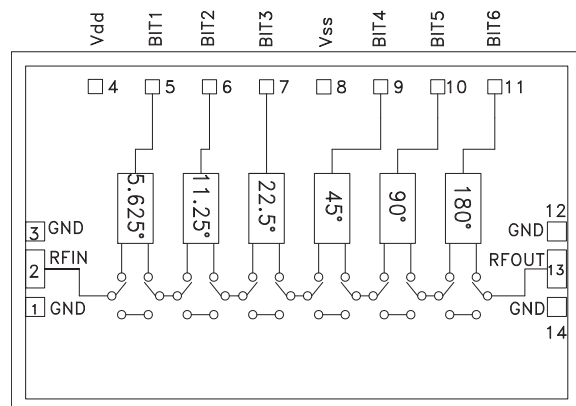 Vdd BIT1 BIT2 BIT3 Vss BIT4 BIT5 BIT6
4 5 6 7 8 9 10 11
5.625° 11.25° 22.5° 45° 90° 180°
12
3 GND
GND
RFIN
RFOUT
2
13
1 GND
GND
14